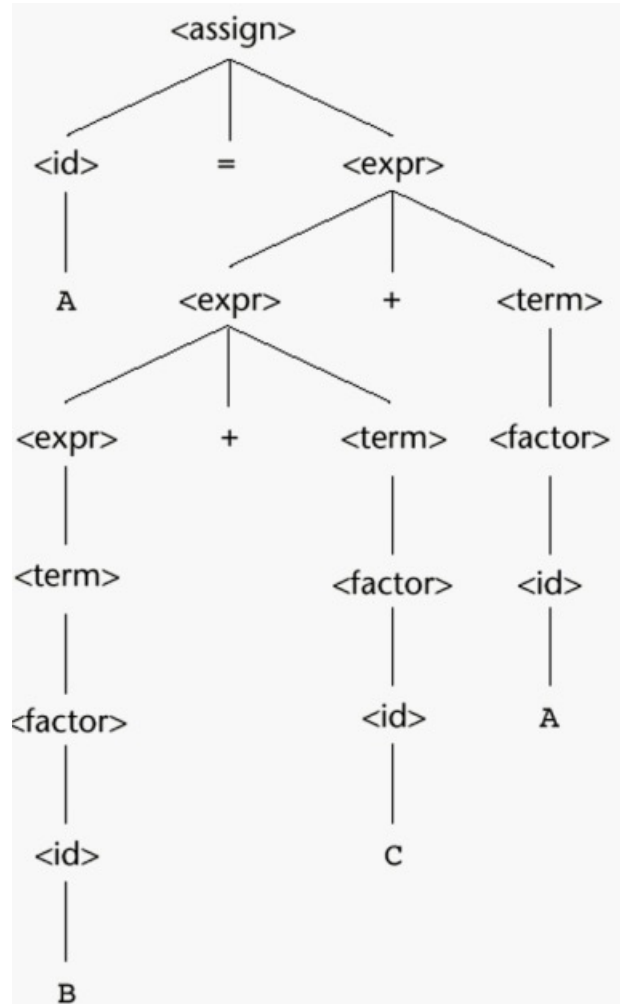 <assign>
<id> = <expr>
A <expr> + <term>
<expr> + <term> <factor>
<term> <factor> <id>
<factor> <id> A
<id> C
B